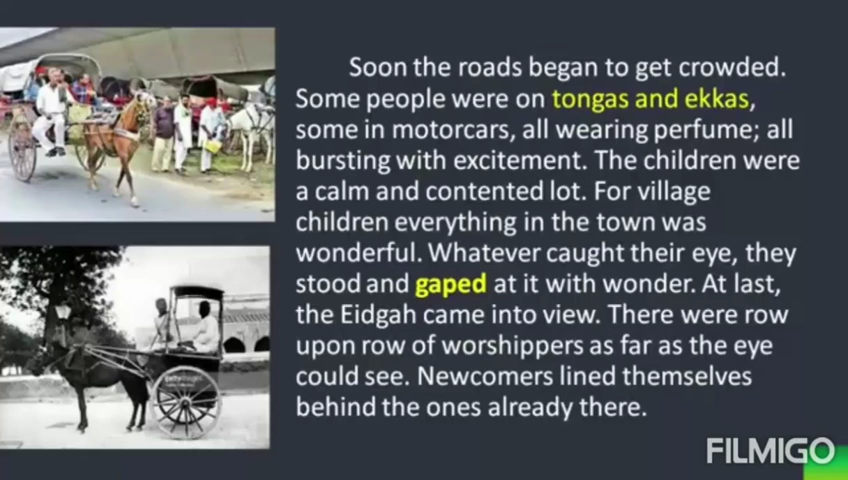 Soon the roads began to get crowded.
Some people were on tongas and ekkas,
some in motorcars, all wearing perfume; all
bursting with excitement. The children were
a calm and contented lot. For village
children everything in the town was
wonderful. Whatever caught their eye, they
stood and gaped at it with wonder. At last,
the Eidgah came into view. There were row
upon row of worshippers as far as the eye
could see. Newcomers lined themselves
behind the ones already there.
FILMIGO